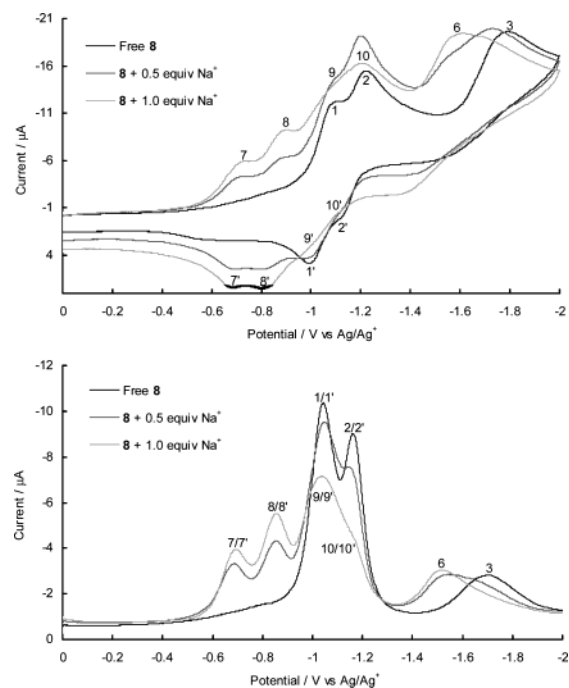 -21
-16
-11
-6
-1
4
Current / µA
Free 8
8 + 0.5 equiv Na+
8 + 1.0 equiv Na+
7
8
9
10
1
2
6
3
7'
8'
9'
1'
10'
2'
0 -0.2 -0.4 -0.6 -0.8 -1 -1.2 -1.4 -1.6 -1.8 -2
Potential / V vs Ag/Ag+
-12
-10
-8
-6
-4
-2
0
Current / µA
Free 8
8 + 0.5 equiv Na+
8 + 1.0 equiv Na+
1/1'
2/2'
7/7'
8/8'
9/9'
10/10'
6
3
0 -0.2 -0.4 -0.6 -0.8 -1 -1.2 -1.4 -1.6 -1.8 -2
Potential / V vs Ag/Ag+